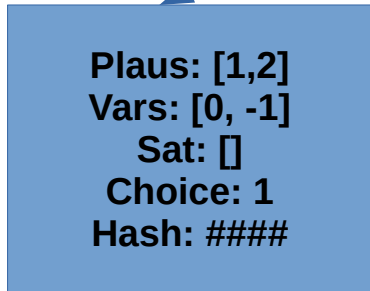 Plaus: [1,2]
Vars: [0, -1]
Sat: []
Choice: 1
Hash: ####